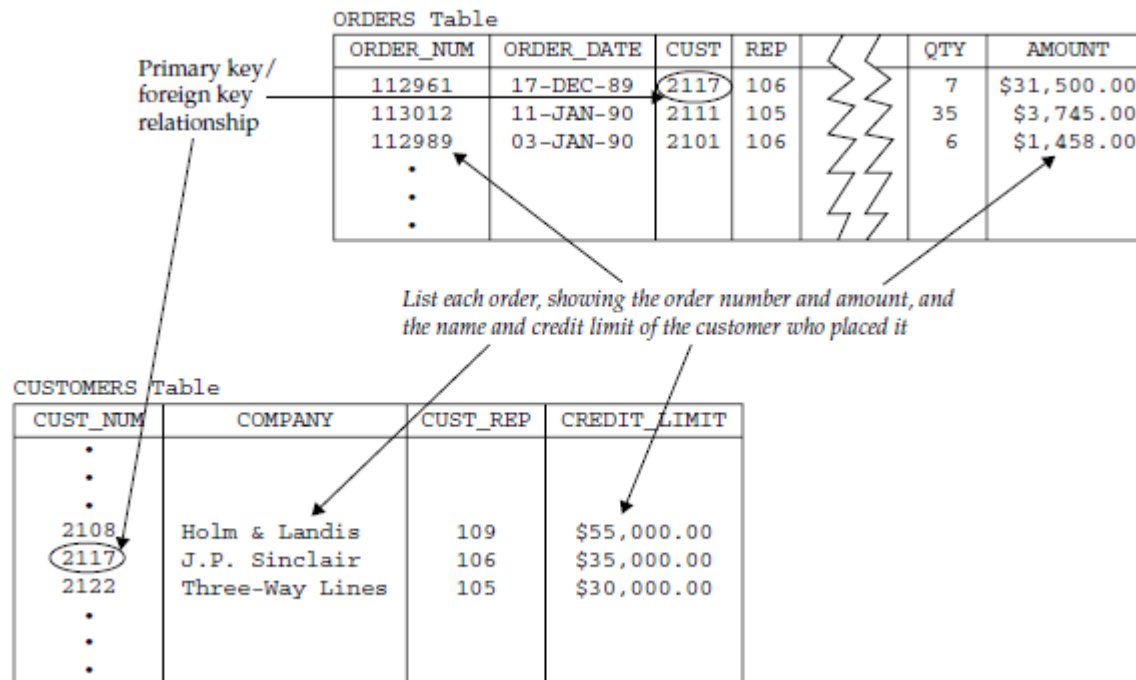 ORDERS Table
ORDER_NUM ORDER_DATE CUST REP QTY AMOUNT
112961 17-DEC-89 2117 106 7 $31,500.00
113012 11-JAN-90 2111 105 35 $3,745.00
112989 03-JAN-90 2101 106 6 $1,458.00
Primary key/
foreign key
relationship
List each order, showing the order number and amount, and
the name and credit limit of the customer who placed it
CUSTOMERS Table
CUST_NUM COMPANY CUST_REP CREDIT_LIMIT
2108 Holm & Landis 109 $55,000.00
2117 J.P. Sinclair 106 $35,000.00
2122 Three-Way Lines 105 $30,000.00